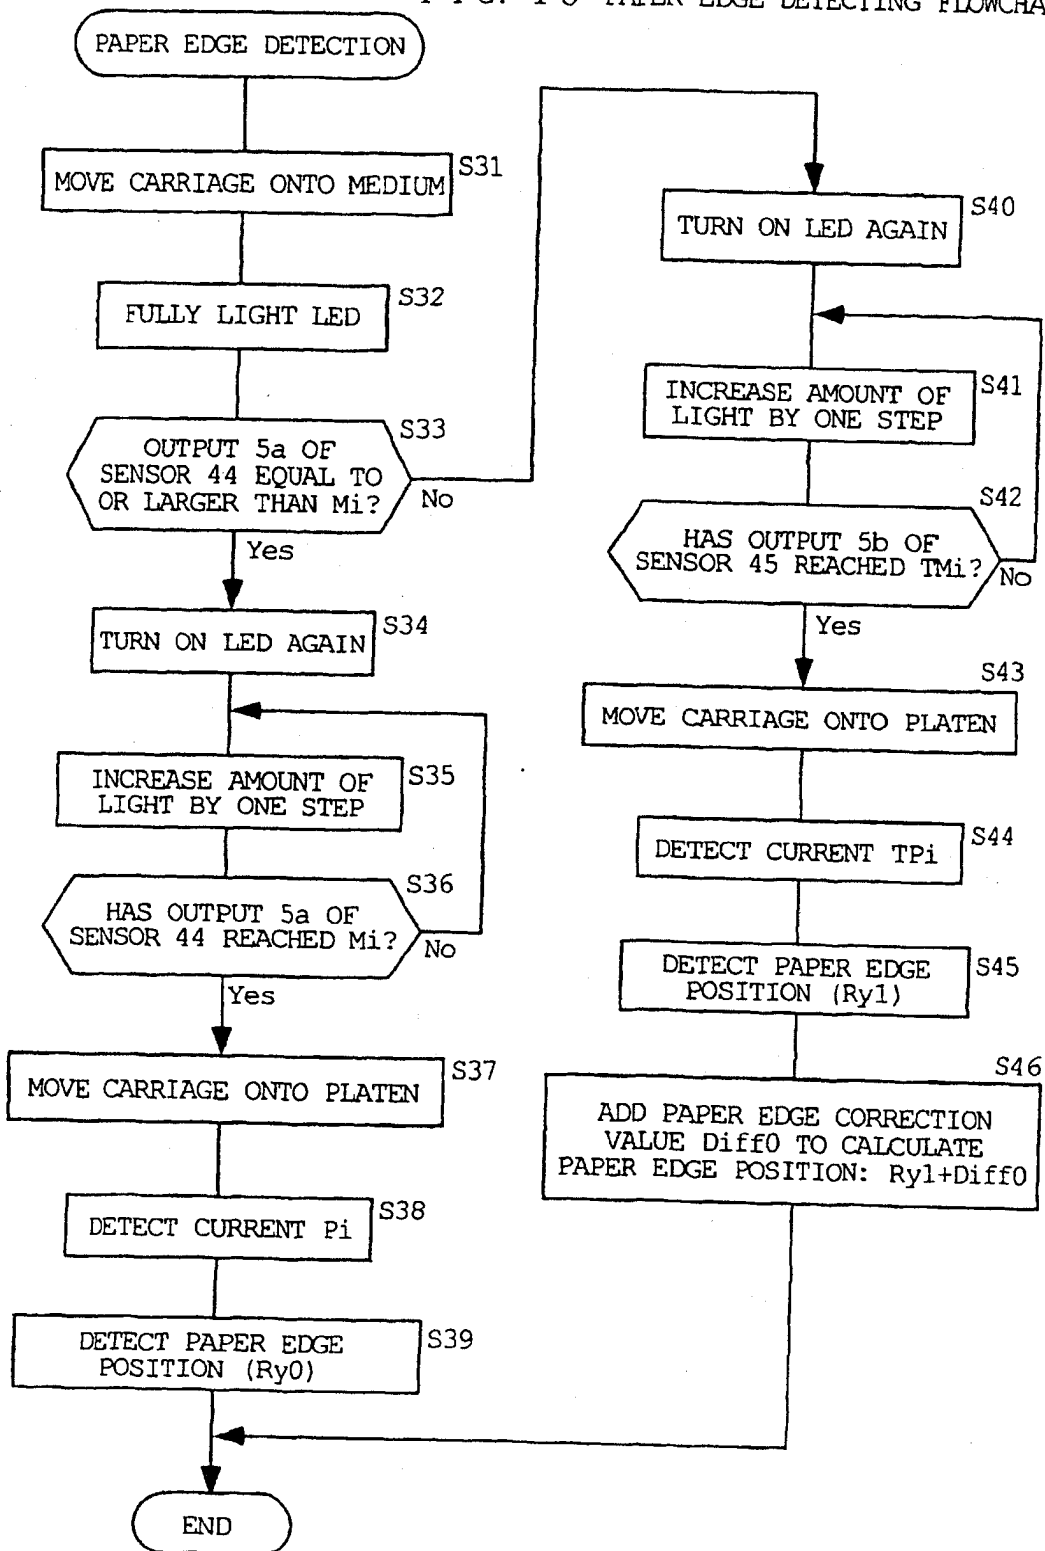 PAPER EDGE DETECTING
PAPER EDGE DETECTION
S31
MOVE CARRIAGE ONTO MEDIUM
S32
FULLY LIGHT LED
S33
OUTPUT 5a OF
SENSOR 44 EQUAL TO
OR LARGER THAN Mi?
No
Yes
S34
TURN ON LED AGAIN
S35
INCREASE AMOUNT OF
LIGHT BY ONE STEP
S36
HAS OUTPUT 5a OF
SENSOR 44 REACHED Mi?
No
Yes
S37
MOVE CARRIAGE ONTO PLATEN
S38
DETECT CURRENT Pi
S39
DETECT PAPER EDGE
POSITION (Ry0)
END
S40
TURN ON LED AGAIN
S41
INCREASE AMOUNT OF
LIGHT BY ONE STEP
S42
HAS OUTPUT 5b OF
SENSOR 45 REACHED TMi?
No
Yes
S43
MOVE CARRIAGE ONTO PLATEN
S44
DETECT CURRENT TPi
S45
DETECT PAPER EDGE
POSITION (Ry1)
S46
ADD PAPER EDGE CORRECTION
VALUE Diff0 TO CALCULATE
PAPER EDGE POSITION: Ry1+Diff0